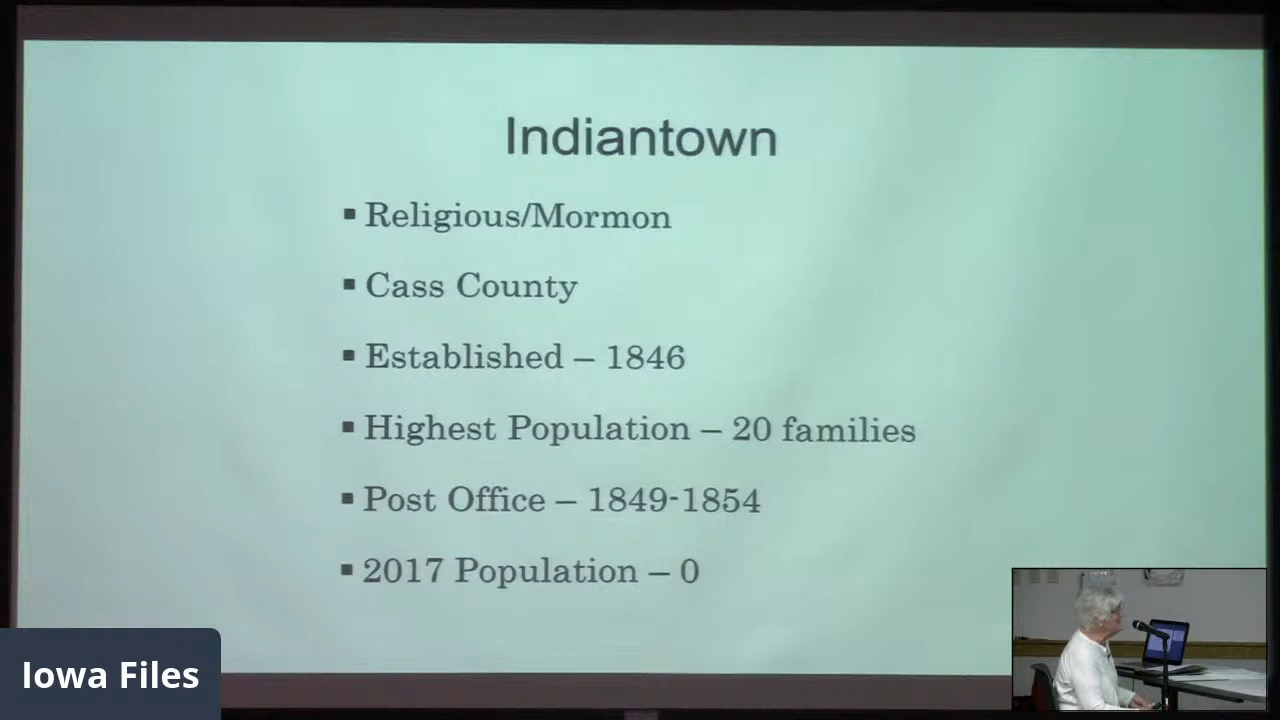 Indiantown
▪ Religious/Mormon
▪ Cass County
▪ Established – 1846
▪ Highest Population – 20 families
▪ Post Office – 1849-1854
▪ 2017 Population – 0
Iowa Files